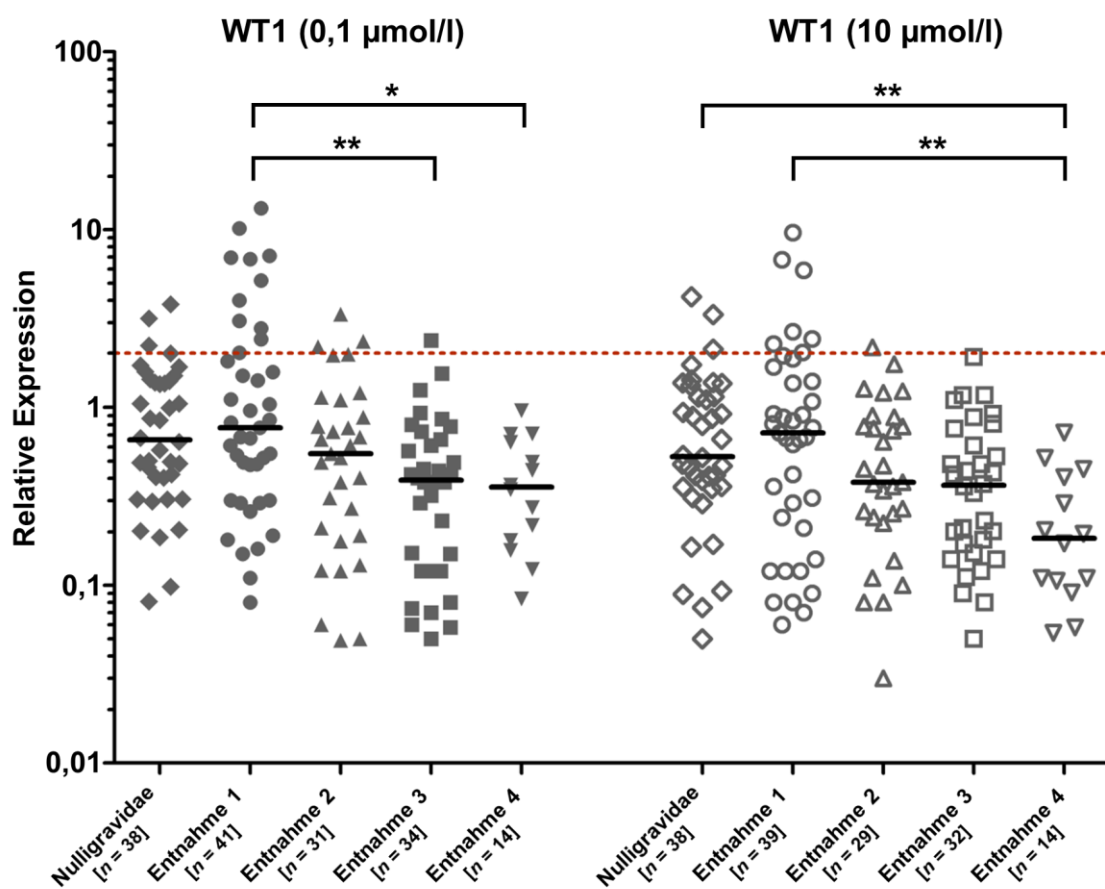 WT1 (0,1 µmol/l)
WT1 (10 µmol/l)
100
10
1
0,1
0,01
Relative Expression
*
**
**
**
Nulligravidae
[n = 38]
Entnahme 1
[n = 41]
Entnahme 2
[n = 31]
Entnahme 3
[n = 34]
Entnahme 4
[n = 14]
Nulligravidae
[n = 38]
Entnahme 1
[n = 39]
Entnahme 2
[n = 29]
Entnahme 3
[n = 32]
Entnahme 4
[n = 14]